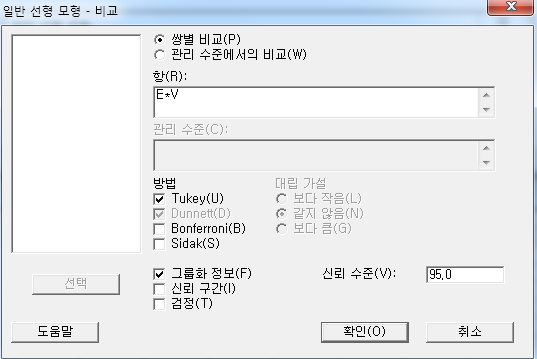 일반 선형 모형 - 비교
쌍별 비교(P)
관리 수준에서의 비교(W)
항(R):
E*V
관리 수준(C):
방법
대립 가설
Tukey(U)
보다 작음(L)
Dunnett(D)
같지 않음(N)
Bonferroni(B)
보다 큼(G)
Sidak(S)
선택
그룹화 정보(F)
신뢰 수준(V):
95.0
신뢰 구간(I)
검정(T)
도움말
확인(O)
취소